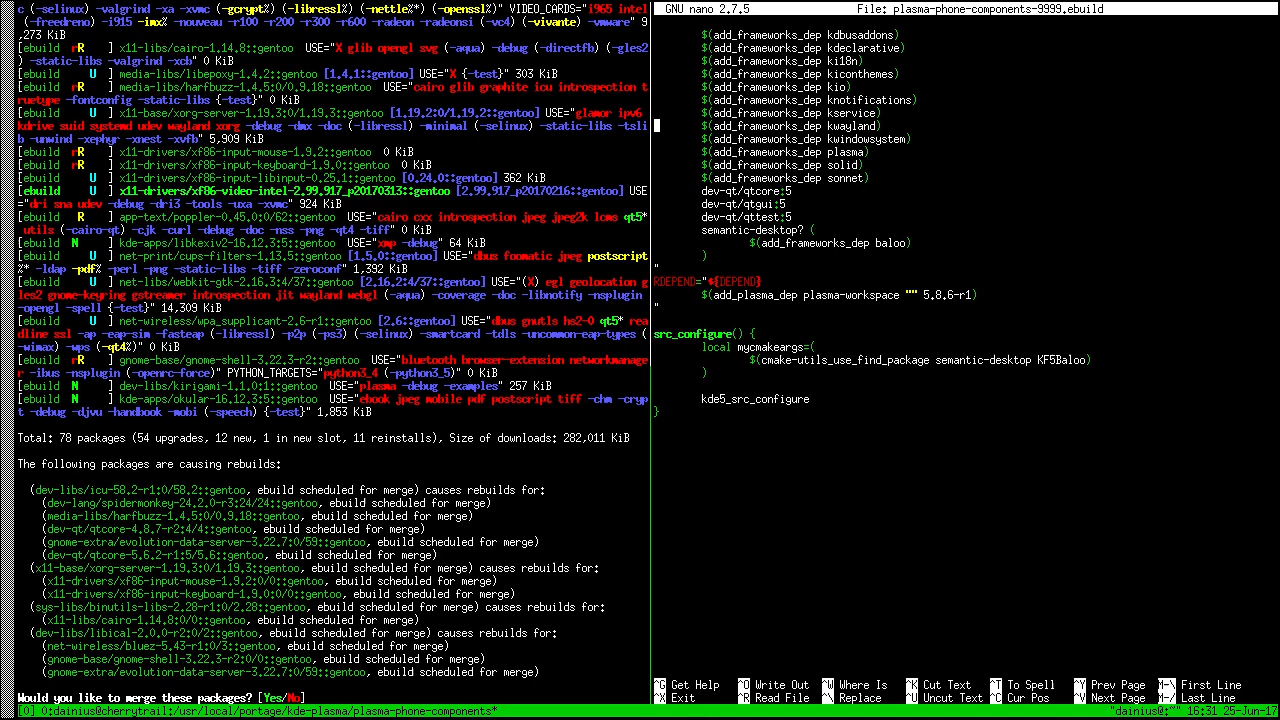 c (-selinux) -valgrind -xa -xvmc (-gcrypt%) (-libressl%) (-nettle%*) (-openssl%)" VIDEO_CARDS="i965 intel
 (-freedreno) -i915 -imx% -nouveau -r100 -r200 -r300 -r600 -radeon -radeonsi (-vc4) (-vivante) -vmware" 9
,273 KiB
[ebuild  rR    ] x11-libs/cairo-1.14.8::gentoo  USE="X glib opengl svg (-aqua) -debug (-directfb) (-gles2
) -static-libs -valgrind -xcb" 0 KiB
[ebuild     U  ] media-libs/libepoxy-1.4.2::gentoo [1.4.1::gentoo] USE="X {-test}" 303 KiB
[ebuild  rR    ] media-libs/harfbuzz-1.4.5:0/0.9.18::gentoo  USE="cairo glib graphite icu introspection t
ruetype -fontconfig -static-libs {-test}" 0 KiB
[ebuild     U  ] x11-base/xorg-server-1.19.3:0/1.19.3::gentoo [1.19.2:0/1.19.2::gentoo] USE="glamor ipv6
kdrive suid systemd udev wayland xorg -debug -dmx -doc (-libressl) -minimal (-selinux) -static-libs -tsli
b -unwind -xephyr -xnest -xvfb" 5,909 KiB
[ebuild  rR    ] x11-drivers/xf86-input-mouse-1.9.2::gentoo  0 KiB
[ebuild  rR    ] x11-drivers/xf86-input-keyboard-1.9.0::gentoo  0 KiB
[ebuild     U  ] x11-drivers/xf86-input-libinput-0.25.1::gentoo [0.24.0::gentoo] 362 KiB
[ebuild     U  ] x11-drivers/xf86-video-intel-2.99.917_p20170313::gentoo [2.99.917_p20170216::gentoo] USE
="dri sna udev -debug -dri3 -tools -uxa -xvmc" 924 KiB
[ebuild   R    ] app-text/poppler-0.45.0:0/62::gentoo  USE="cairo cxx introspection jpeg jpeg2k lcms qt5*
 utils (-cairo-qt) -cjk -curl -debug -doc -nss -png -qt4 -tiff" 0 KiB
[ebuild  N     ] kde-apps/libkexiv2-16.12.3:5::gentoo  USE="xmp -debug" 64 KiB
[ebuild     U  ] net-print/cups-filters-1.13.5::gentoo [1.5.0::gentoo] USE="dbus foomatic jpeg postscript
%* -ldap -pdf% -perl -png -static-libs -tiff -zeroconf" 1,392 KiB
[ebuild     U  ] net-libs/webkit-gtk-2.16.3:4/37::gentoo [2.16.2:4/37::gentoo] USE="(X) egl geolocation g
les2 gnome-keyring gstreamer introspection jit wayland webgl (-aqua) -coverage -doc -libnotify -nsplugin
-opengl -spell {-test}" 14,309 KiB
[ebuild     U  ] net-wireless/wpa_supplicant-2.6-r1::gentoo [2.6::gentoo] USE="dbus gnutls hs2-0 qt5* rea
dline ssl -ap -eap-sim -fasteap (-libressl) -p2p (-ps3) (-selinux) -smartcard -tdls -uncommon-eap-types (
-wimax) -wps (-qt4%)" 0 KiB
[ebuild  rR    ] gnome-base/gnome-shell-3.22.3-r2::gentoo  USE="bluetooth browser-extension networkmanage
r -ibus -nsplugin (-openrc-force)" PYTHON_TARGETS="python3_4 (-python3_5)" 0 KiB
[ebuild  N     ] dev-libs/kirigami-1.1.0:1::gentoo  USE="plasma -debug -examples" 257 KiB
[ebuild  N     ] kde-apps/okular-16.12.3:5::gentoo  USE="ebook jpeg mobile pdf postscript tiff -chm -cryp
t -debug -djvu -handbook -mobi (-speech) {-test}" 1,853 KiB
Total: 78 packages (54 upgrades, 12 new, 1 in new slot, 11 reinstalls), Size of downloads: 282,011 KiB
The following packages are causing rebuilds:
  (dev-libs/icu-58.2-r1:0/58.2::gentoo, ebuild scheduled for merge) causes rebuilds for:
    (dev-lang/spidermonkey-24.2.0-r3:24/24::gentoo, ebuild scheduled for merge)
    (media-libs/harfbuzz-1.4.5:0/0.9.18::gentoo, ebuild scheduled for merge)
    (dev-qt/qtcore-4.8.7-r2:4/4::gentoo, ebuild scheduled for merge)
    (gnome-extra/evolution-data-server-3.22.7:0/59::gentoo, ebuild scheduled for merge)
    (dev-qt/qtcore-5.6.2-r1:5/5.6::gentoo, ebuild scheduled for merge)
  (x11-base/xorg-server-1.19.3:0/1.19.3::gentoo, ebuild scheduled for merge) causes rebuilds for:
    (x11-drivers/xf86-input-mouse-1.9.2:0/0::gentoo, ebuild scheduled for merge)
    (x11-drivers/xf86-input-keyboard-1.9.0:0/0::gentoo, ebuild scheduled for merge)
  (sys-libs/binutils-libs-2.28-r1:0/2.28::gentoo, ebuild scheduled for merge) causes rebuilds for:
    (x11-libs/cairo-1.14.8:0/0::gentoo, ebuild scheduled for merge)
  (dev-libs/libical-2.0.0-r2:0/2::gentoo, ebuild scheduled for merge) causes rebuilds for:
    (net-wireless/bluez-5.43-r1:0/3::gentoo, ebuild scheduled for merge)
    (gnome-base/gnome-shell-3.22.3-r2:0/0::gentoo, ebuild scheduled for merge)
    (gnome-extra/evolution-data-server-3.22.7:0/59::gentoo, ebuild scheduled for merge)
Would you like to merge these packages? [Yes/No]
GNU nano 2.7.5                  File: plasma-phone-components-9999.ebuild
        $(add_frameworks_dep kdbusaddons)
        $(add_frameworks_dep kdeclarative)
        $(add_frameworks_dep ki18n)
        $(add_frameworks_dep kiconthemes)
        $(add_frameworks_dep kio)
        $(add_frameworks_dep knotifications)
        $(add_frameworks_dep kservice)
        $(add_frameworks_dep kwayland)
        $(add_frameworks_dep kwindowsystem)
        $(add_frameworks_dep plasma)
        $(add_frameworks_dep solid)
        $(add_frameworks_dep sonnet)
        dev-qt/qtcore:5
        dev-qt/qtgui:5
        dev-qt/qttest:5
        semantic-desktop? (
                $(add_frameworks_dep baloo)
        )
"
RDEPEND="${DEPEND}
        $(add_plasma_dep plasma-workspace "" 5.8.6-r1)
"
src_configure() {
        local mycmakeargs=(
                $(cmake-utils_use_find_package semantic-desktop KF5Baloo)
        )
        kde5_src_configure
}
^G Get Help   ^O Write Out  ^W Where Is   ^K Cut Text   ^T To Spell   ^Y Prev Page  M-\ First Line
^X Exit       ^R Read File  ^\ Replace    ^U Uncut Text ^C Cur Pos    ^V Next Page  M-/ Last Line
[0] 0:dainius@cherrytrail:/usr/local/portage/kde-plasma/plasma-phone-components*
"dainius@:~" 16:31 25-Jun-17